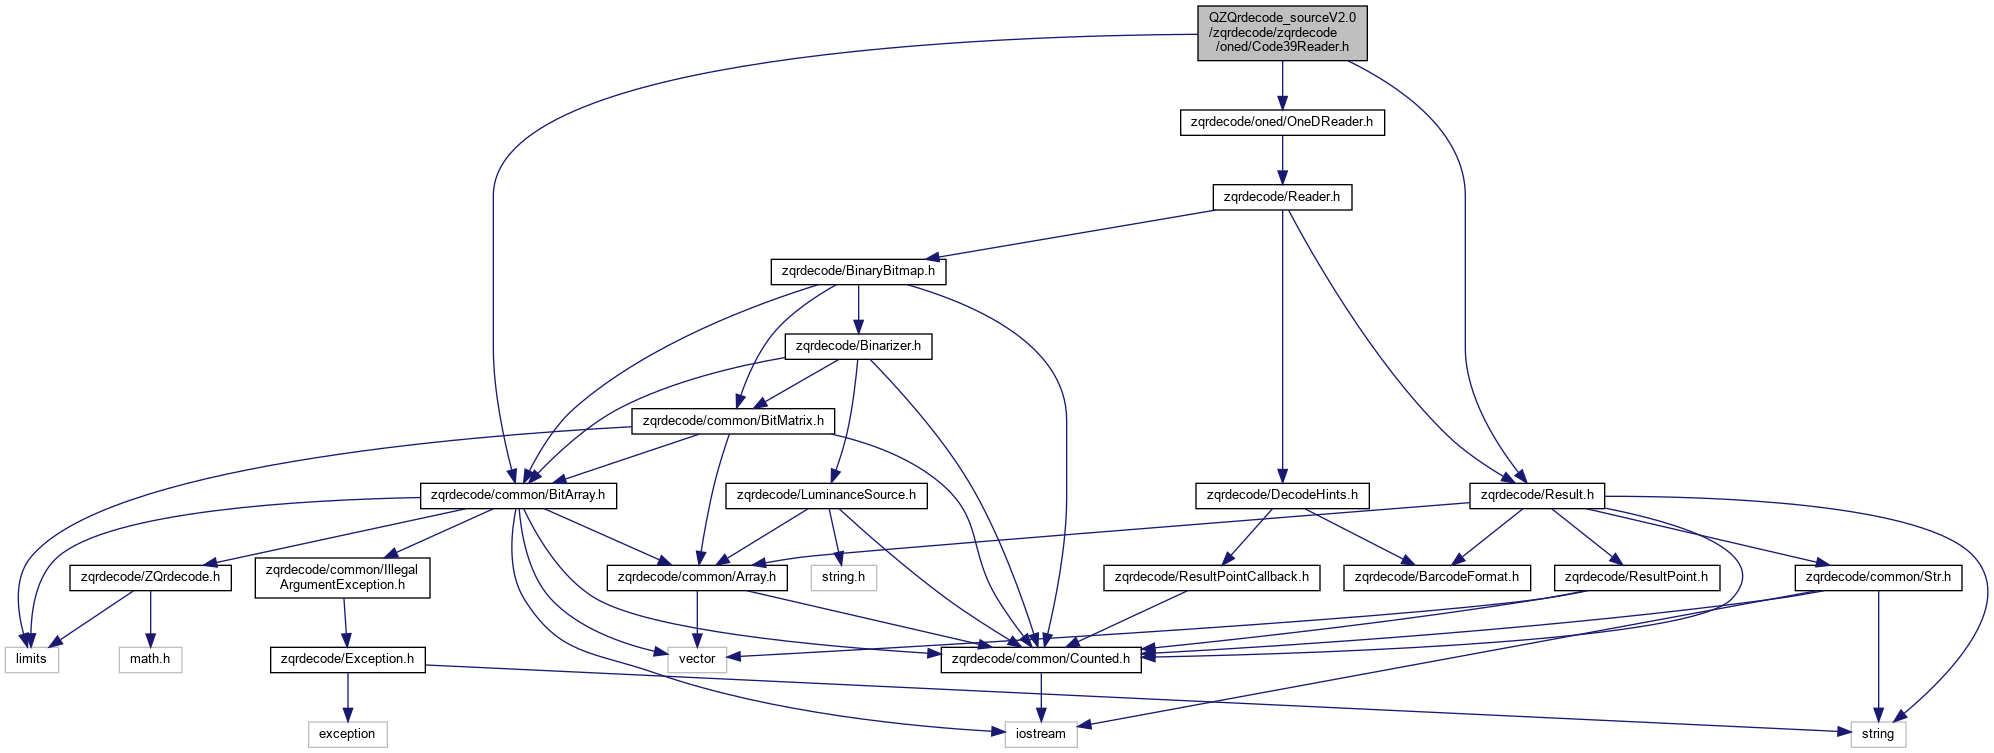 QZQrdecode_sourceV2.0
/zqrdecode/zqrdecode
/oned/Code39Reader.h
zqrdecode/oned/OneDReader.h
zqrdecode/Reader.h
zqrdecode/BinaryBitmap.h
zqrdecode/Binarizer.h
zqrdecode/common/BitMatrix.h
zqrdecode/common/BitArray.h
zqrdecode/LuminanceSource.h
zqrdecode/DecodeHints.h
zqrdecode/Result.h
zqrdecode/ZQrdecode.h
zqrdecode/common/Illegal
ArgumentException.h
zqrdecode/common/Array.h
string.h
zqrdecode/ResultPointCallback.h
zqrdecode/BarcodeFormat.h
zqrdecode/ResultPoint.h
zqrdecode/common/Str.h
limits
math.h
zqrdecode/Exception.h
vector
zqrdecode/common/Counted.h
exception
iostream
string